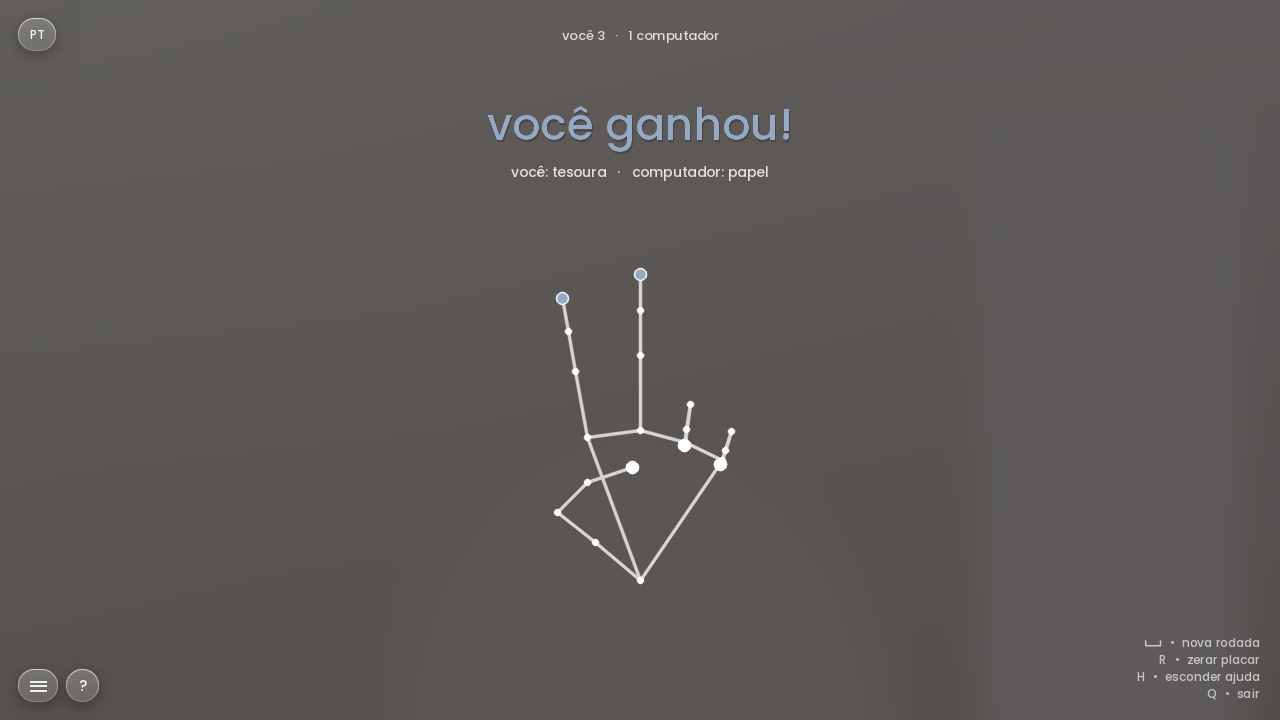 PT
você 3 · 1 computador
você ganhou!
você: tesoura · computador: papel
• nova rodada
R • zerar placar
H • esconder ajuda
Q • sair
?